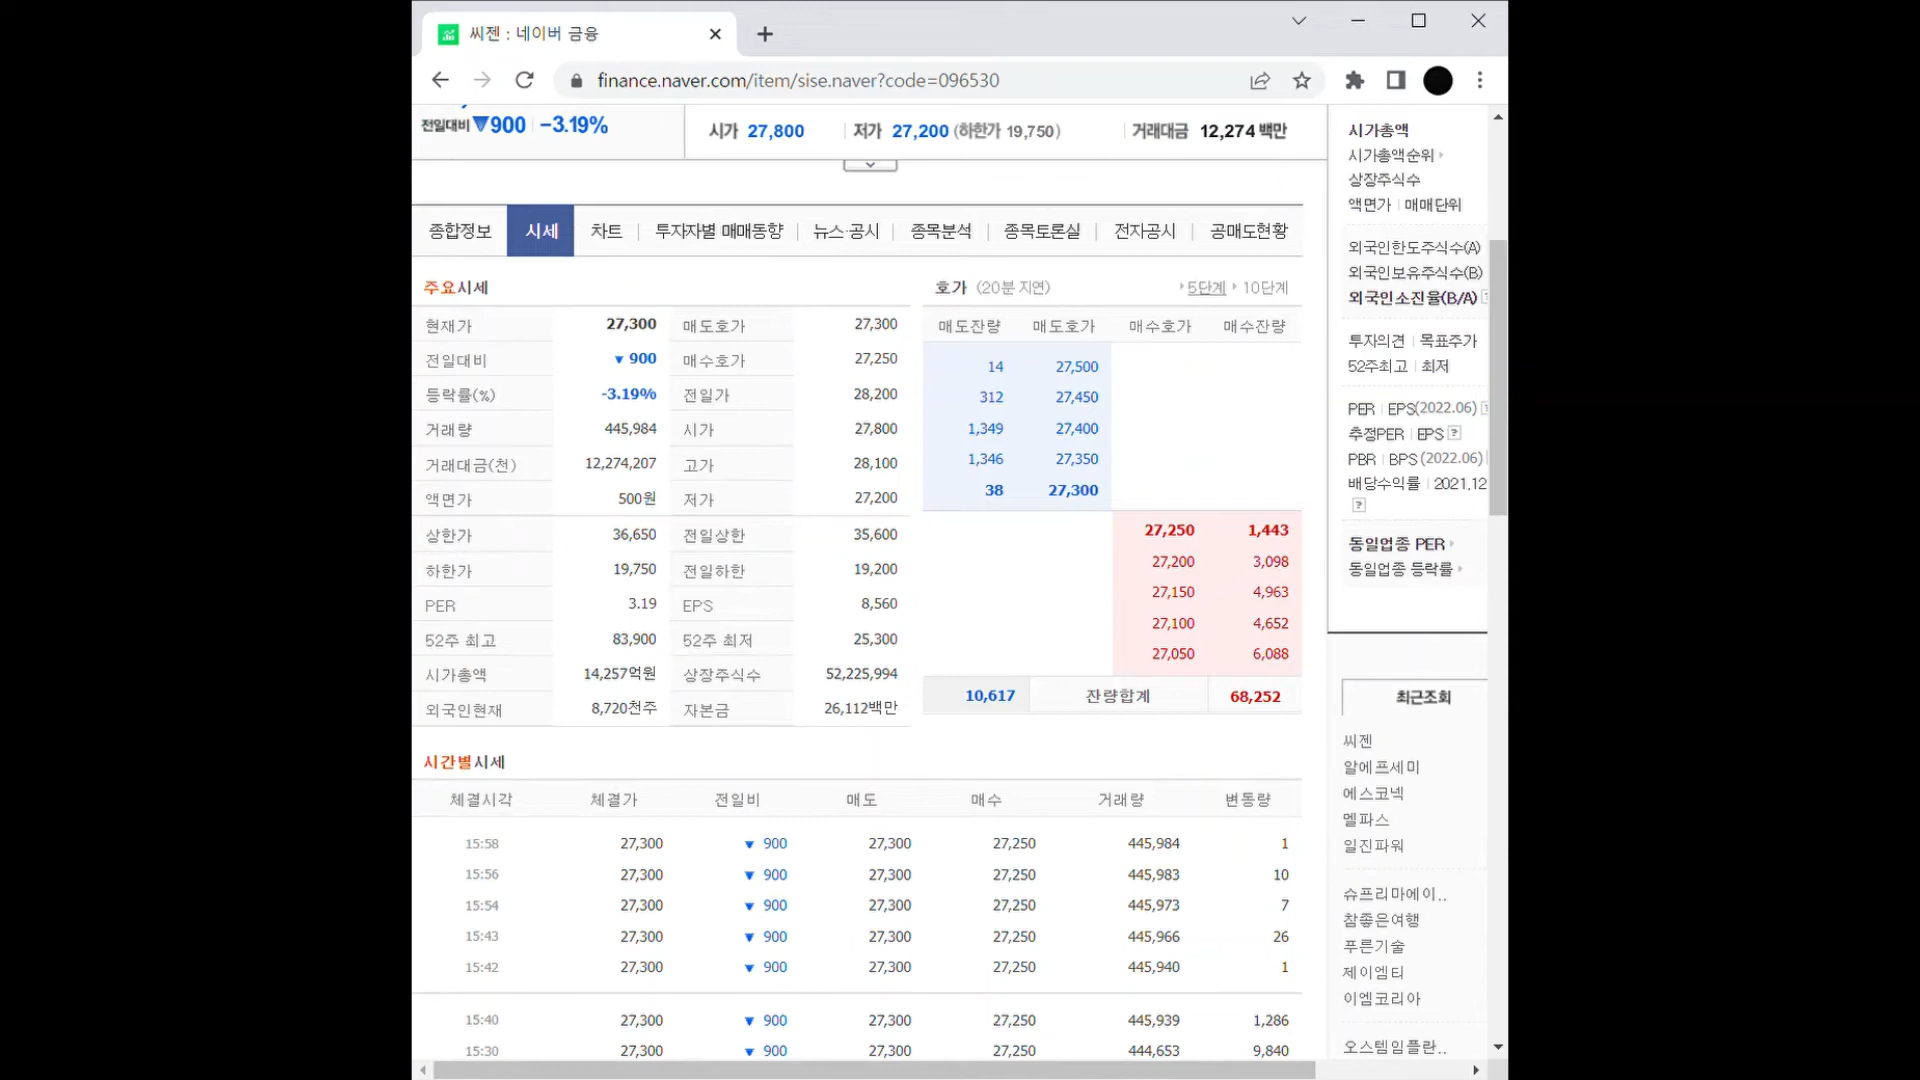 씨젠 : 네이버 금융
finance.naver.com/item/sise.naver?code=096530
전일대비 ▼900 -3.19%
시가 27,800 저가 27,200 (하한가 19,750) 거래대금 12,274 백만
종합정보 시세 차트 투자자별 매매동향 뉴스·공시 종목분석 종목토론실 전자공시 공매도현황
주요시세
현재가 27,300 매도호가 27,300
전일대비 ▼ 900 매수호가 27,250
등락률(%) -3.19% 전일가 28,200
거래량 445,984 시가 27,800
거래대금(천) 12,274,207 고가 28,100
액면가 500원 저가 27,200
상한가 36,650 전일상한 35,600
하한가 19,750 전일하한 19,200
PER 3.19 EPS 8,560
52주 최고 83,900 52주 최저 25,300
시가총액 14,257억원 상장주식수 52,225,994
외국인현재 8,720천주 자본금 26,112백만
호가 (20분 지연) 5단계 10단계
매도잔량 매도호가 매수호가 매수잔량
14 27,500
312 27,450
1,349 27,400
1,346 27,350
38 27,300
27,250 1,443
27,200 3,098
27,150 4,963
27,100 4,652
27,050 6,088
10,617 잔량합계 68,252
시간별시세
체결시각 체결가 전일비 매도 매수 거래량 변동량
15:58 27,300 ▼ 900 27,300 27,250 445,984 1
15:56 27,300 ▼ 900 27,300 27,250 445,983 10
15:54 27,300 ▼ 900 27,300 27,250 445,973 7
15:43 27,300 ▼ 900 27,300 27,250 445,966 26
15:42 27,300 ▼ 900 27,300 27,250 445,940 1
15:40 27,300 ▼ 900 27,300 27,250 445,939 1,286
15:30 27,300 ▼ 900 27,300 27,250 444,653 9,840
시가총액
시가총액순위
상장주식수
액면가 매매단위
외국인한도주식수(A)
외국인보유주식수(B)
외국인소진율(B/A) ?
투자의견 목표주가
52주최고 최저
PER EPS(2022.06)
추정PER EPS ?
PBR BPS (2022.06)
배당수익률 2021.12
?
동일업종 PER
동일업종 등락률
최근조회
씨젠
알에프세미
에스코넥
멜파스
일진파워
슈프리마에이..
참좋은여행
푸른기술
제이엠티
이엠코리아
오스템임플란..